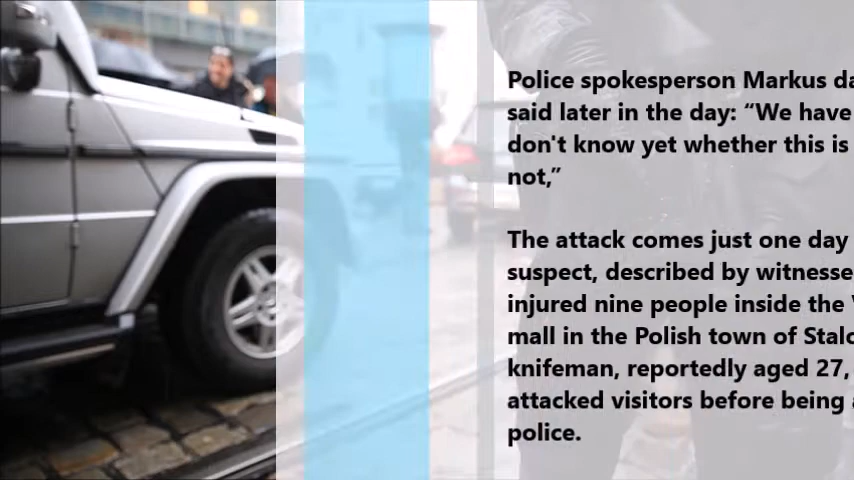 Police spokesperson Markus da
said later in the day: “We have
don't know yet whether this is
not,”
The attack comes just one day
suspect, described by witnesse
injured nine people inside the
mall in the Polish town of Stalo
knifeman, reportedly aged 27,
attacked visitors before being
police.